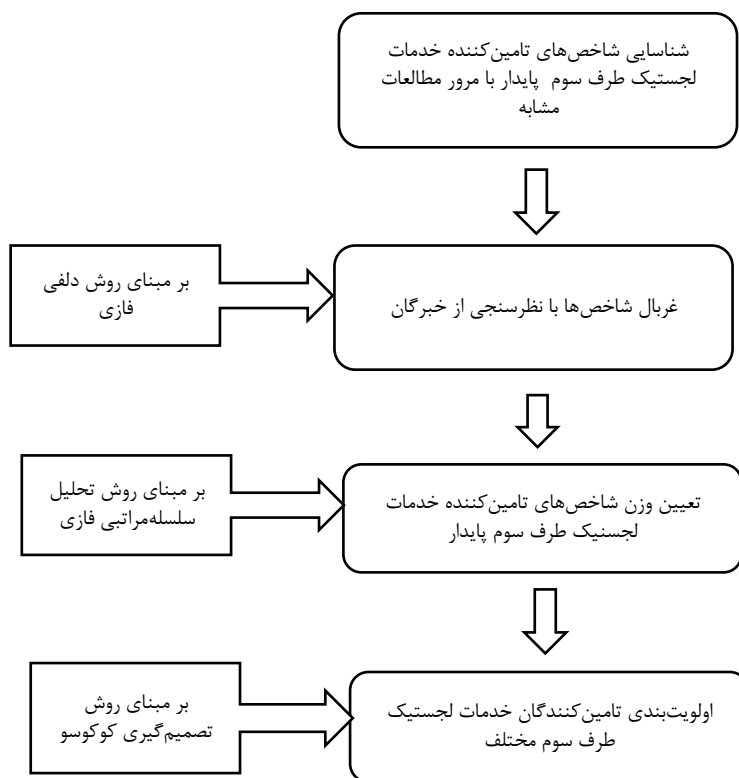 شناسایی شاخص‌های تامین‌کننده خدمات
لجستیک طرف سوم پایدار با مرور مطالعات
مشابه
غربال شاخص‌ها با نظرسنجی از خبرگان
بر مبنای روش دلفی
فازی
تعیین وزن شاخص‌های تامین‌کننده خدمات
لجسنیک طرف سوم پایدار
بر مبنای روش تحلیل
سلسله‌مراتبی فازی
اولویت‌بندی تامین‌کنندگان خدمات لجستیک
طرف سوم مختلف
بر مبنای روش
تصمیم‌گیری کوکوسو